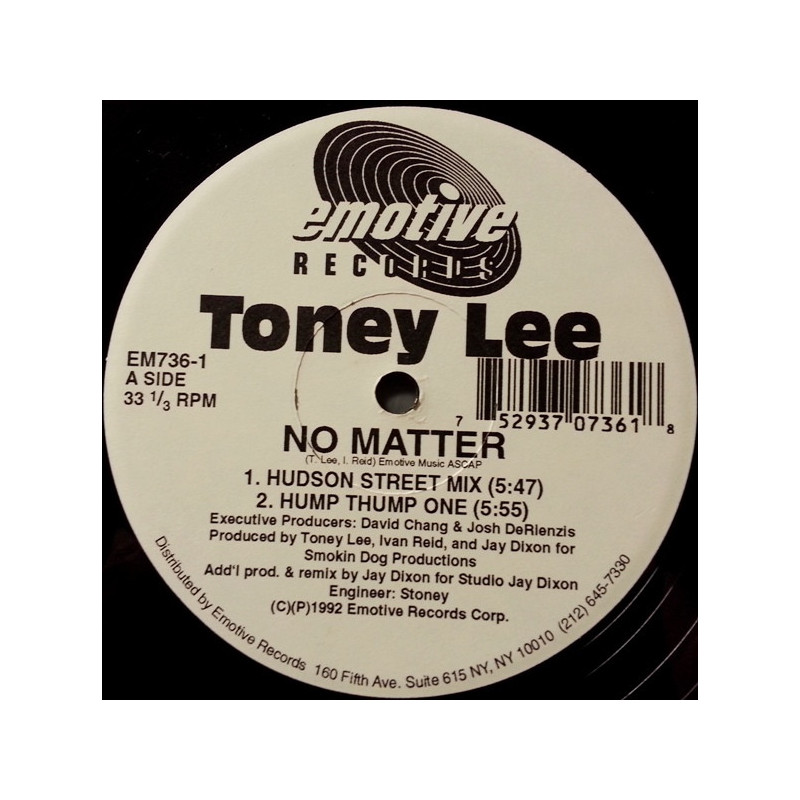 emotive
RECORDS
Toney Lee
EM736-1
A SIDE
33 1/3 RPM
7 52937 07361 8
NO MATTER
(T. Lee, I. Reid) Emotive Music ASCAP
1. HUDSON STREET MIX (5:47)
2. HUMP THUMP ONE (5:55)
Executive Producers: David Chang & Josh DeRienzis
Produced by Toney Lee, Ivan Reid, and Jay Dixon for
Smokin Dog Productions
Add'l prod. & remix by Jay Dixon for Studio Jay Dixon
Engineer: Stoney
(C)(P)1992 Emotive Records Corp.
Distributed by Emotive Records 160 Fifth Ave. Suite 615 NY, NY 10010 (212) 645-7330